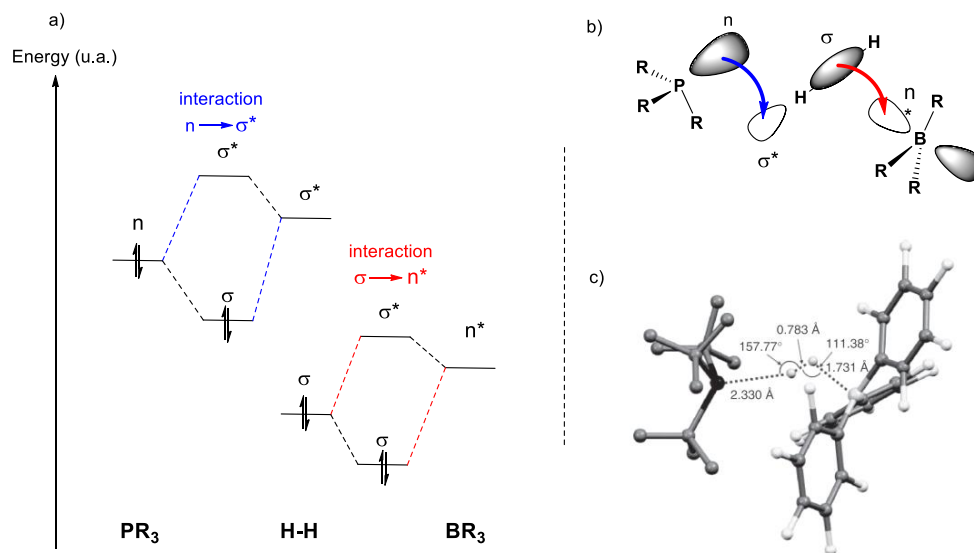 a)
Energy (u.a.)
interaction
n → σ*
σ*
σ*
n
σ
interaction
σ → n*
σ*
n*
σ
σ
PR3
H-H
BR3
b)
n
σ
H
R
P
R
R
H
n
*
R
B
R
R
σ*
c)
0.783 Å
157.77°
111.38°
1.731 Å
2.330 Å